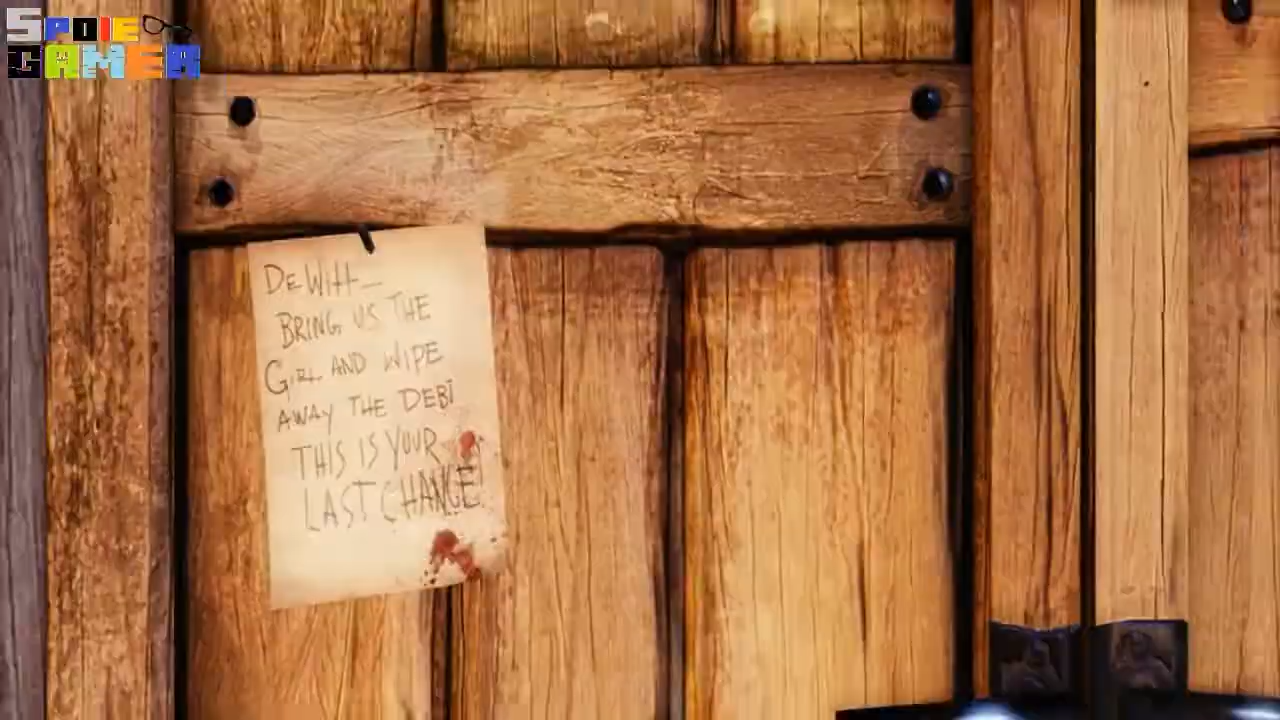 SPOIE
GAMER
DEWITT—
BRING US THE
GIRL AND WIPE
AWAY THE DEBT
THIS IS YOUR
LAST CHANCE!